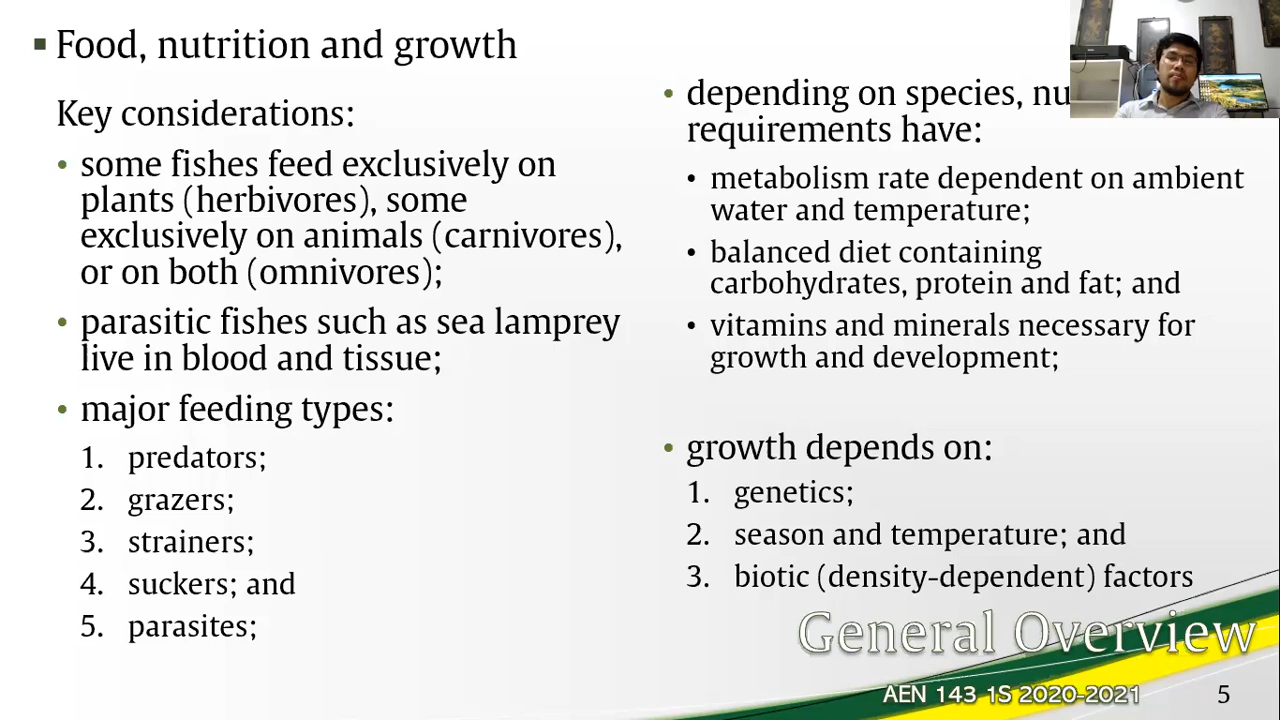 Food, nutrition and growth
Key considerations:
some fishes feed exclusively on
plants (herbivores), some
exclusively on animals (carnivores),
or on both (omnivores);
parasitic fishes such as sea lamprey
live in blood and tissue;
major feeding types:
1. predators;
2. grazers;
3. strainers;
4. suckers; and
5. parasites;
depending on species,
requirements have:
metabolism rate dependent on ambient
water and temperature;
balanced diet containing
carbohydrates, protein and fat; and
vitamins and minerals necessary for
growth and development;
growth depends on:
1. genetics;
2. season and temperature; and
3. biotic (density-dependent) factors
General Overview
AEN 143 1S 2020-2021
5